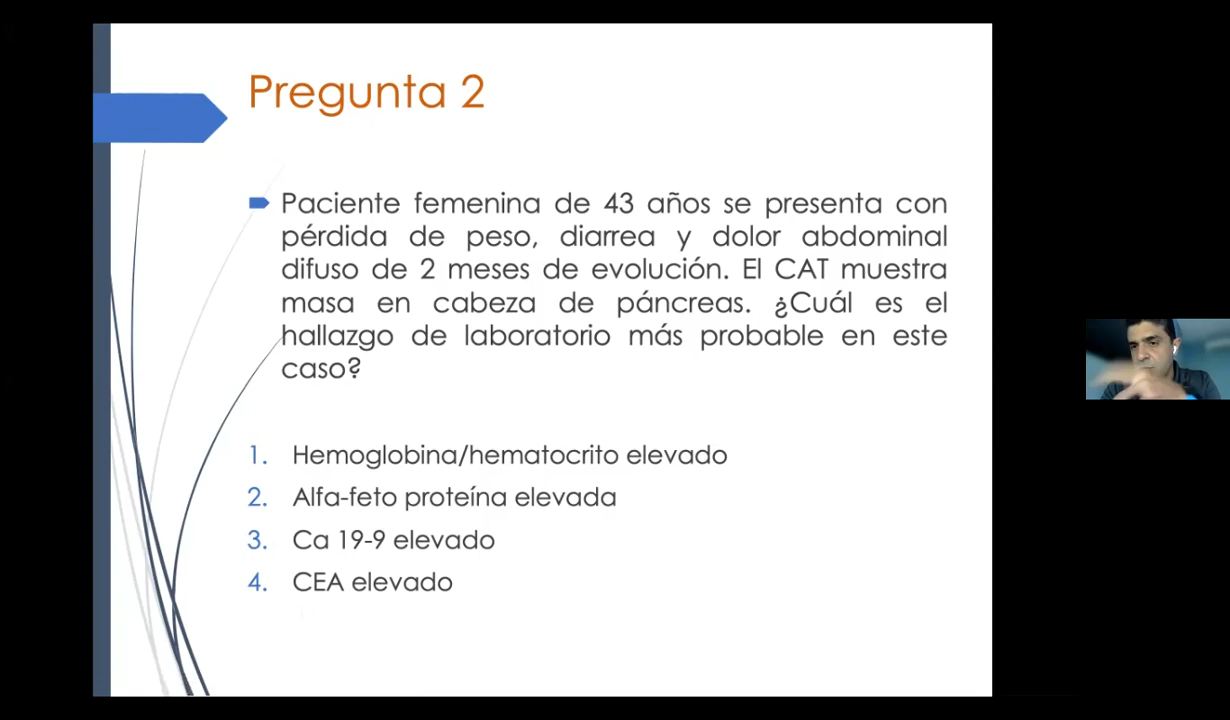 Pregunta 2
Paciente femenina de 43 años se presenta con
pérdida de peso, diarrea y dolor abdominal
difuso de 2 meses de evolución. El CAT muestra
masa en cabeza de páncreas. ¿Cuál es el
hallazgo de laboratorio más probable en este
caso?
1. Hemoglobina/hematocrito elevado
2. Alfa-feto proteína elevada
3. Ca 19-9 elevado
4. CEA elevado